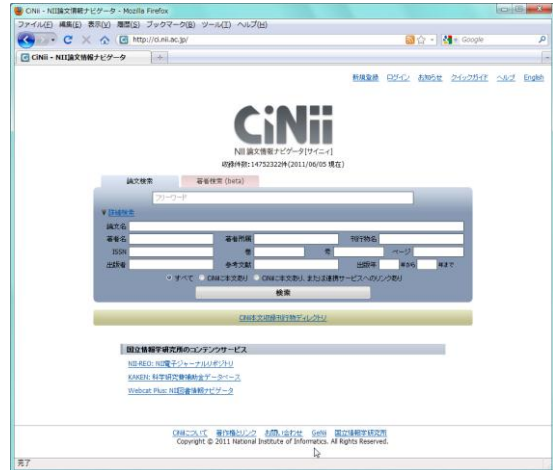 CiNii - NII論文情報ナビゲータ - Mozilla Firefox
ファイル(F) 編集(E) 表示(V) 履歴(S) ブックマーク(B) ツール(T) ヘルプ(H)
http://ci.nii.ac.jp/
Google
CiNii - NII論文情報ナビゲータ
新規登録 ログイン お知らせ クイックガイド ヘルプ English
CiNii
NII論文情報ナビゲータ[サイニィ]
収録件数:14752322件(2011/06/05 現在)
論文検索 著者検索 (beta)
フリーワード
▼ 詳細検索
論文名
著者名 著者所属 刊行物名
ISSN 巻 号 ページ
出版者 参考文献 出版年 年から 年まで
すべて CiNiiに本文あり CiNiiに本文あり、または連携サービスへのリンクあり
検索
CiNii本文収録刊行物ディレクトリ
国立情報学研究所のコンテンツサービス
NII-REO: NII電子ジャーナルリポジトリ
KAKEN: 科学研究費補助金データベース
Webcat Plus: NII図書情報ナビゲータ
CiNiiについて 著作権とリンク お問い合わせ GeNii 国立情報学研究所
Copyright © 2011 National Institute of Informatics. All Rights Reserved.
完了